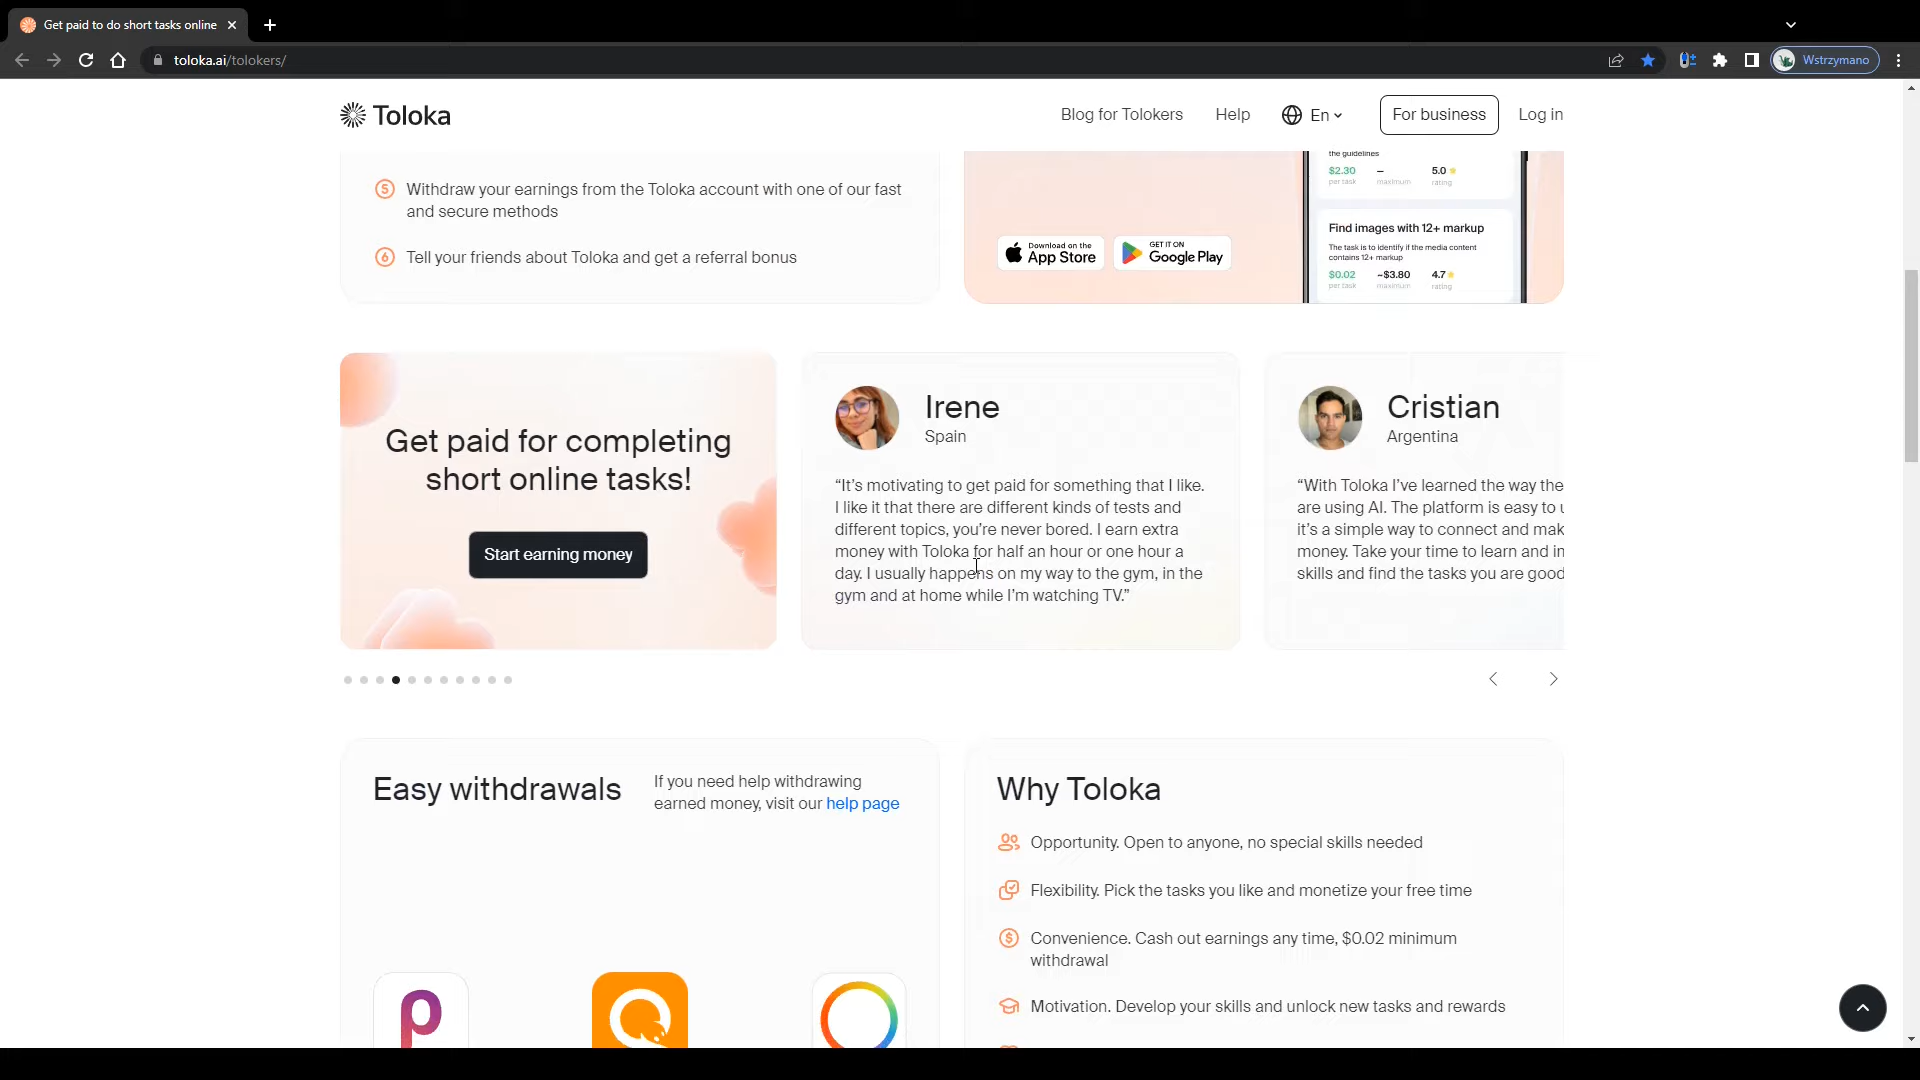 Get paid to do short tasks online
toloka.ai/tolokers/
Wstrzymano
Toloka
Blog for Tolokers
Help
En
For business
Log in
5 Withdraw your earnings from the Toloka account with one of our fast
and secure methods
6 Tell your friends about Toloka and get a referral bonus
Download on the
App Store
GET IT ON
Google Play
the guidelines
$2.30 – 5.0
per task maximum rating
Find images with 12+ markup
The task is to identify if the media content
contains 12+ markup
$0.02 ~$3.80 4.7
per task maximum rating
Get paid for completing
short online tasks!
Start earning money
Irene
Spain
“It’s motivating to get paid for something that I like.
I like it that there are different kinds of tests and
different topics, you’re never bored. I earn extra
money with Toloka for half an hour or one hour a
day. I usually happens on my way to the gym, in the
gym and at home while I’m watching TV.”
Cristian
Argentina
“With Toloka I’ve learned the way the
are using AI. The platform is easy to
it’s a simple way to connect and mak
money. Take your time to learn and in
skills and find the tasks you are good
Easy withdrawals
If you need help withdrawing
earned money, visit our help page
Why Toloka
Opportunity. Open to anyone, no special skills needed
Flexibility. Pick the tasks you like and monetize your free time
Convenience. Cash out earnings any time, $0.02 minimum
withdrawal
Motivation. Develop your skills and unlock new tasks and rewards